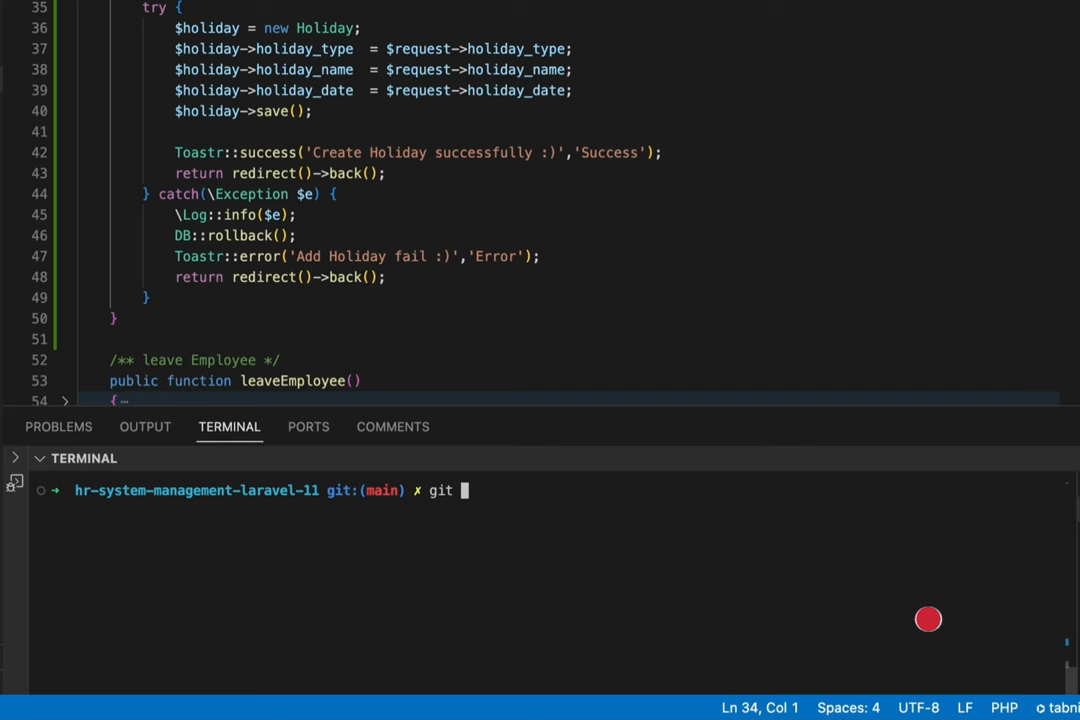 35 try {
36 $holiday = new Holiday;
37 $holiday->holiday_type = $request->holiday_type;
38 $holiday->holiday_name = $request->holiday_name;
39 $holiday->holiday_date = $request->holiday_date;
40 $holiday->save();
41
42 Toastr::success('Create Holiday successfully :)','Success');
43 return redirect()->back();
44 } catch(\Exception $e) {
45 \Log::info($e);
46 DB::rollback();
47 Toastr::error('Add Holiday fail :)','Error');
48 return redirect()->back();
49 }
50 }
51
52 /** leave Employee */
53 public function leaveEmployee()
54 > {⋯
PROBLEMS OUTPUT TERMINAL PORTS COMMENTS
TERMINAL
➜ hr-system-management-laravel-11 git:(main) ✗ git
Ln 34, Col 1 Spaces: 4 UTF-8 LF PHP tabni